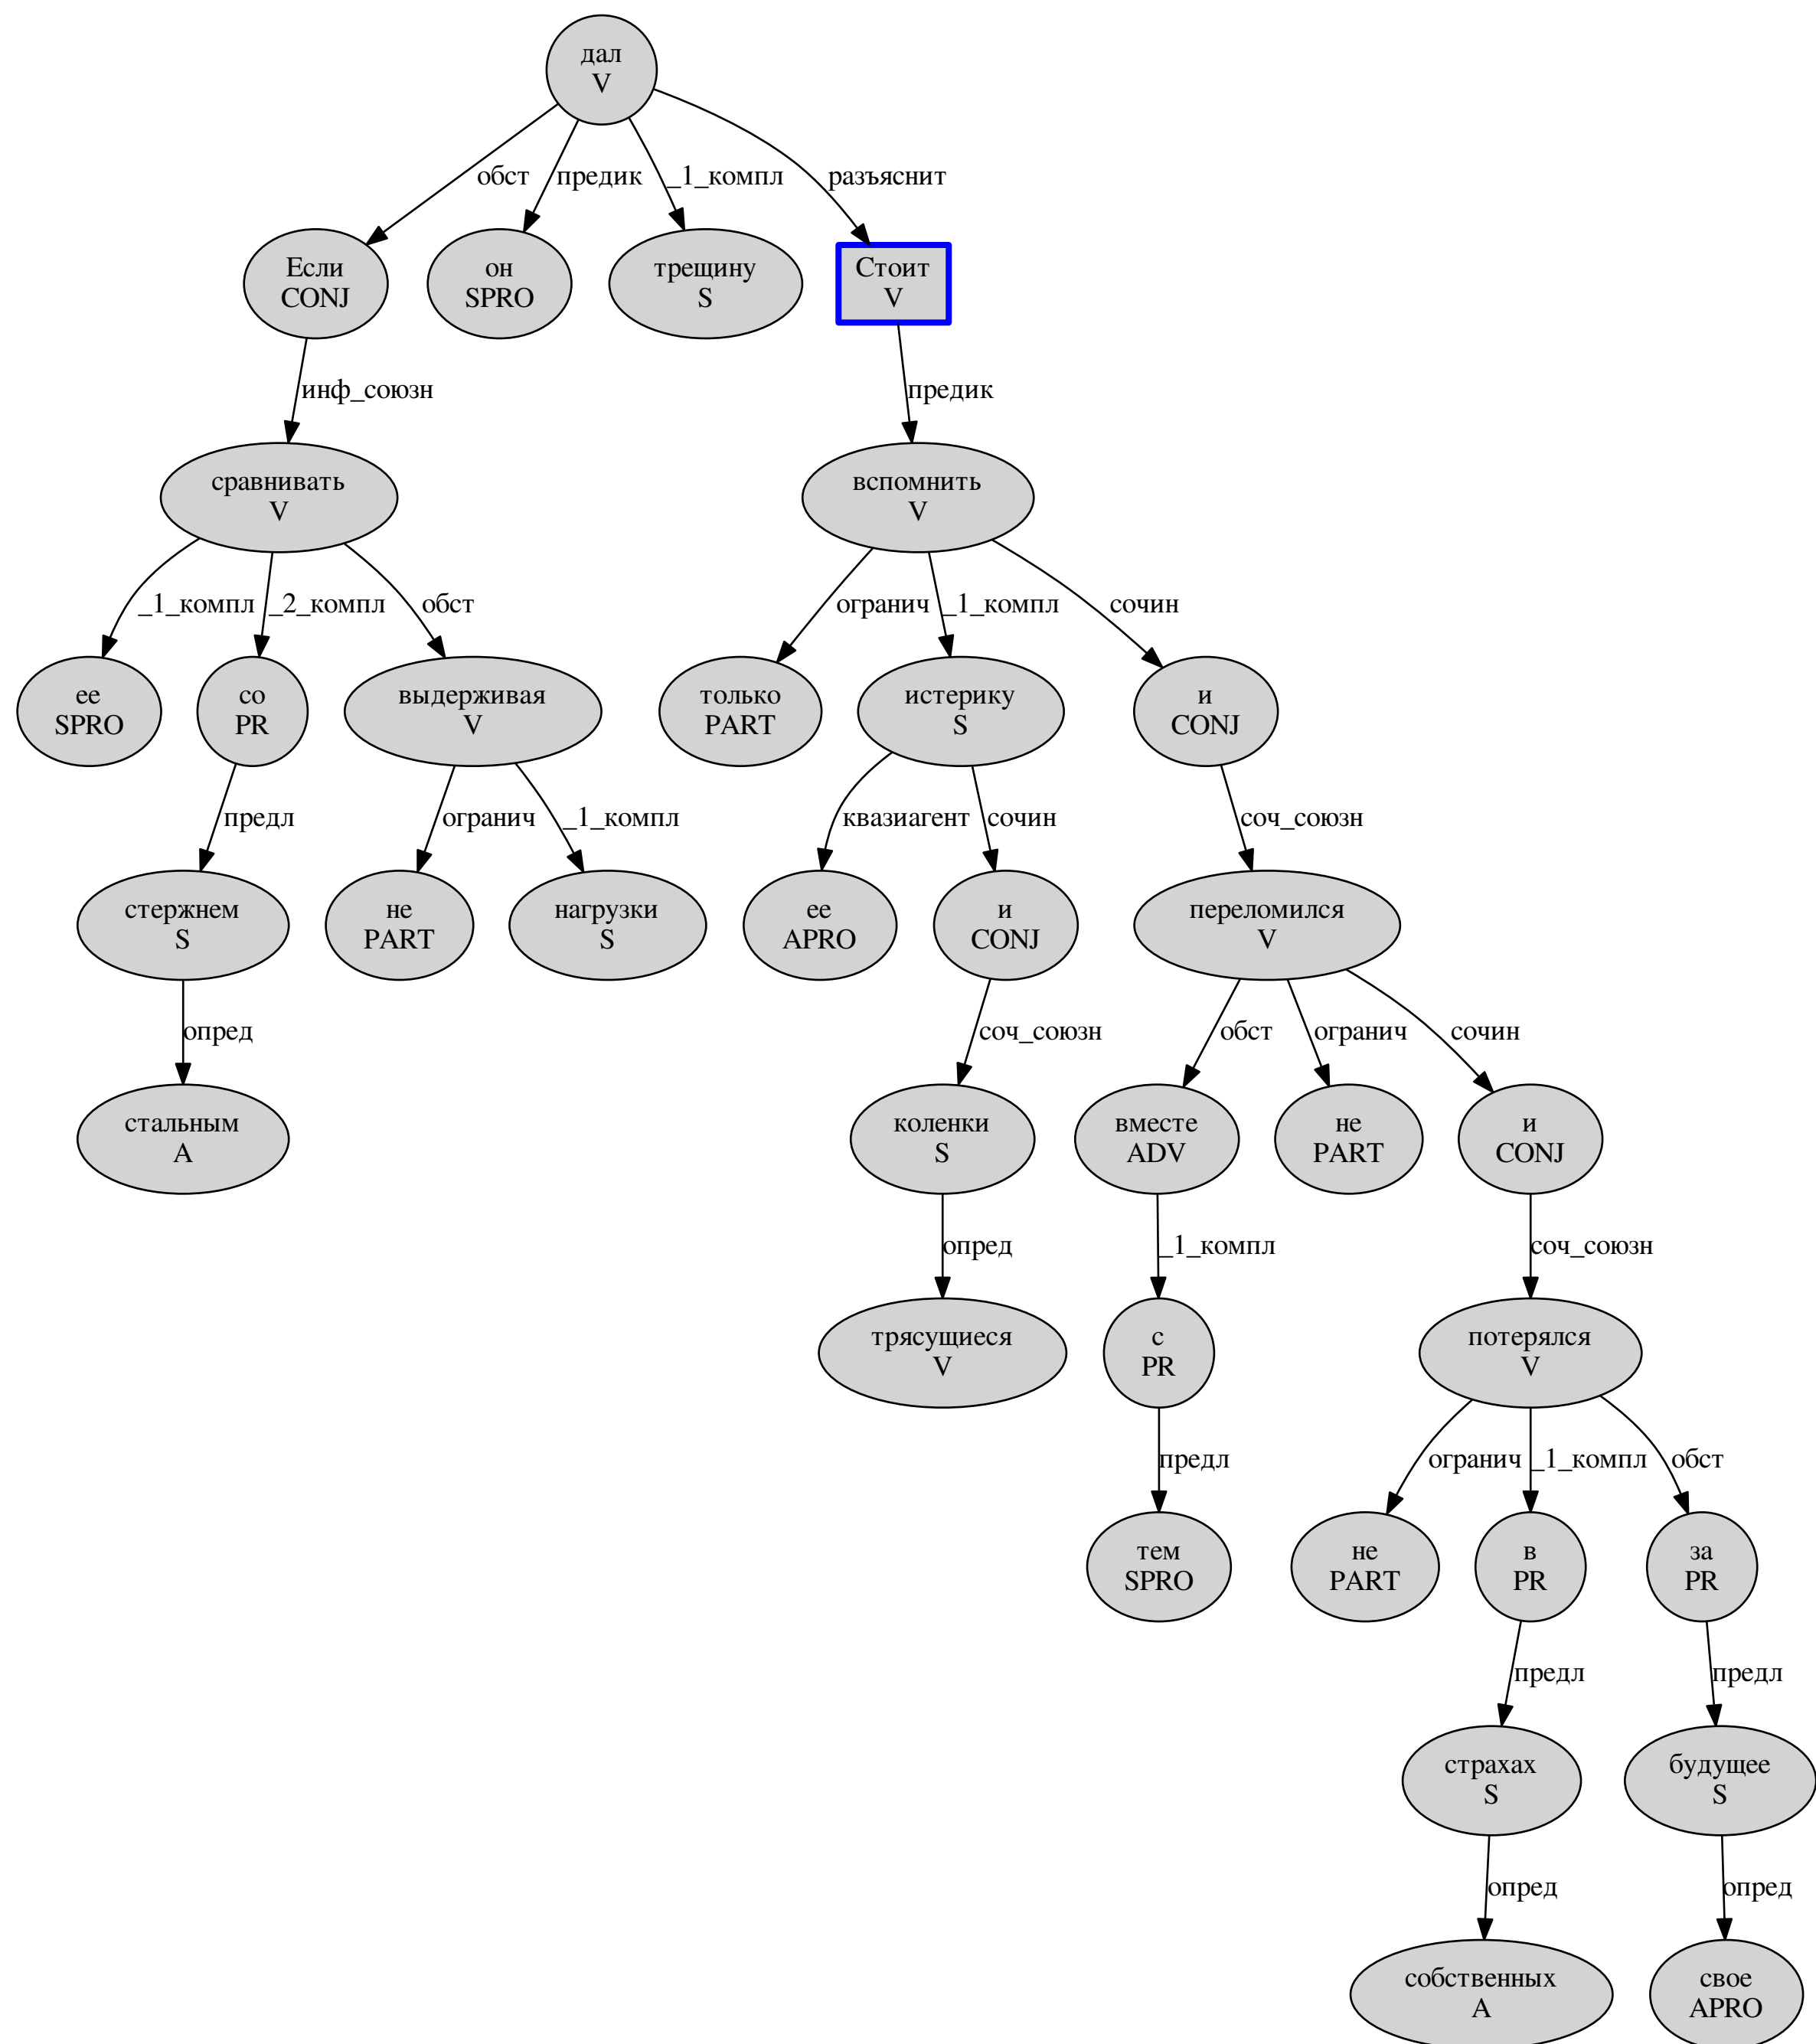 дал
V
обст
предик
_1_компл
разъяснит
Если
CONJ
он
SPRO
трещину
S
Стоит
V
инф_союзн
предик
сравнивать
V
вспомнить
V
_1_компл
_2_компл
обст
огранич
_1_компл
сочин
ее
SPRO
со
PR
выдерживая
V
только
PART
истерику
S
и
CONJ
предл
огранич
_1_компл
квазиагент
сочин
соч_союзн
стержнем
S
не
PART
нагрузки
S
ее
APRO
и
CONJ
переломился
V
опред
соч_союзн
обст
огранич
сочин
стальным
A
коленки
S
вместе
ADV
не
PART
и
CONJ
опред
_1_компл
соч_союзн
трясущиеся
V
с
PR
потерялся
V
предл
огранич
_1_компл
обст
тем
SPRO
не
PART
в
PR
за
PR
предл
предл
страхах
S
будущее
S
опред
опред
собственных
A
свое
APRO